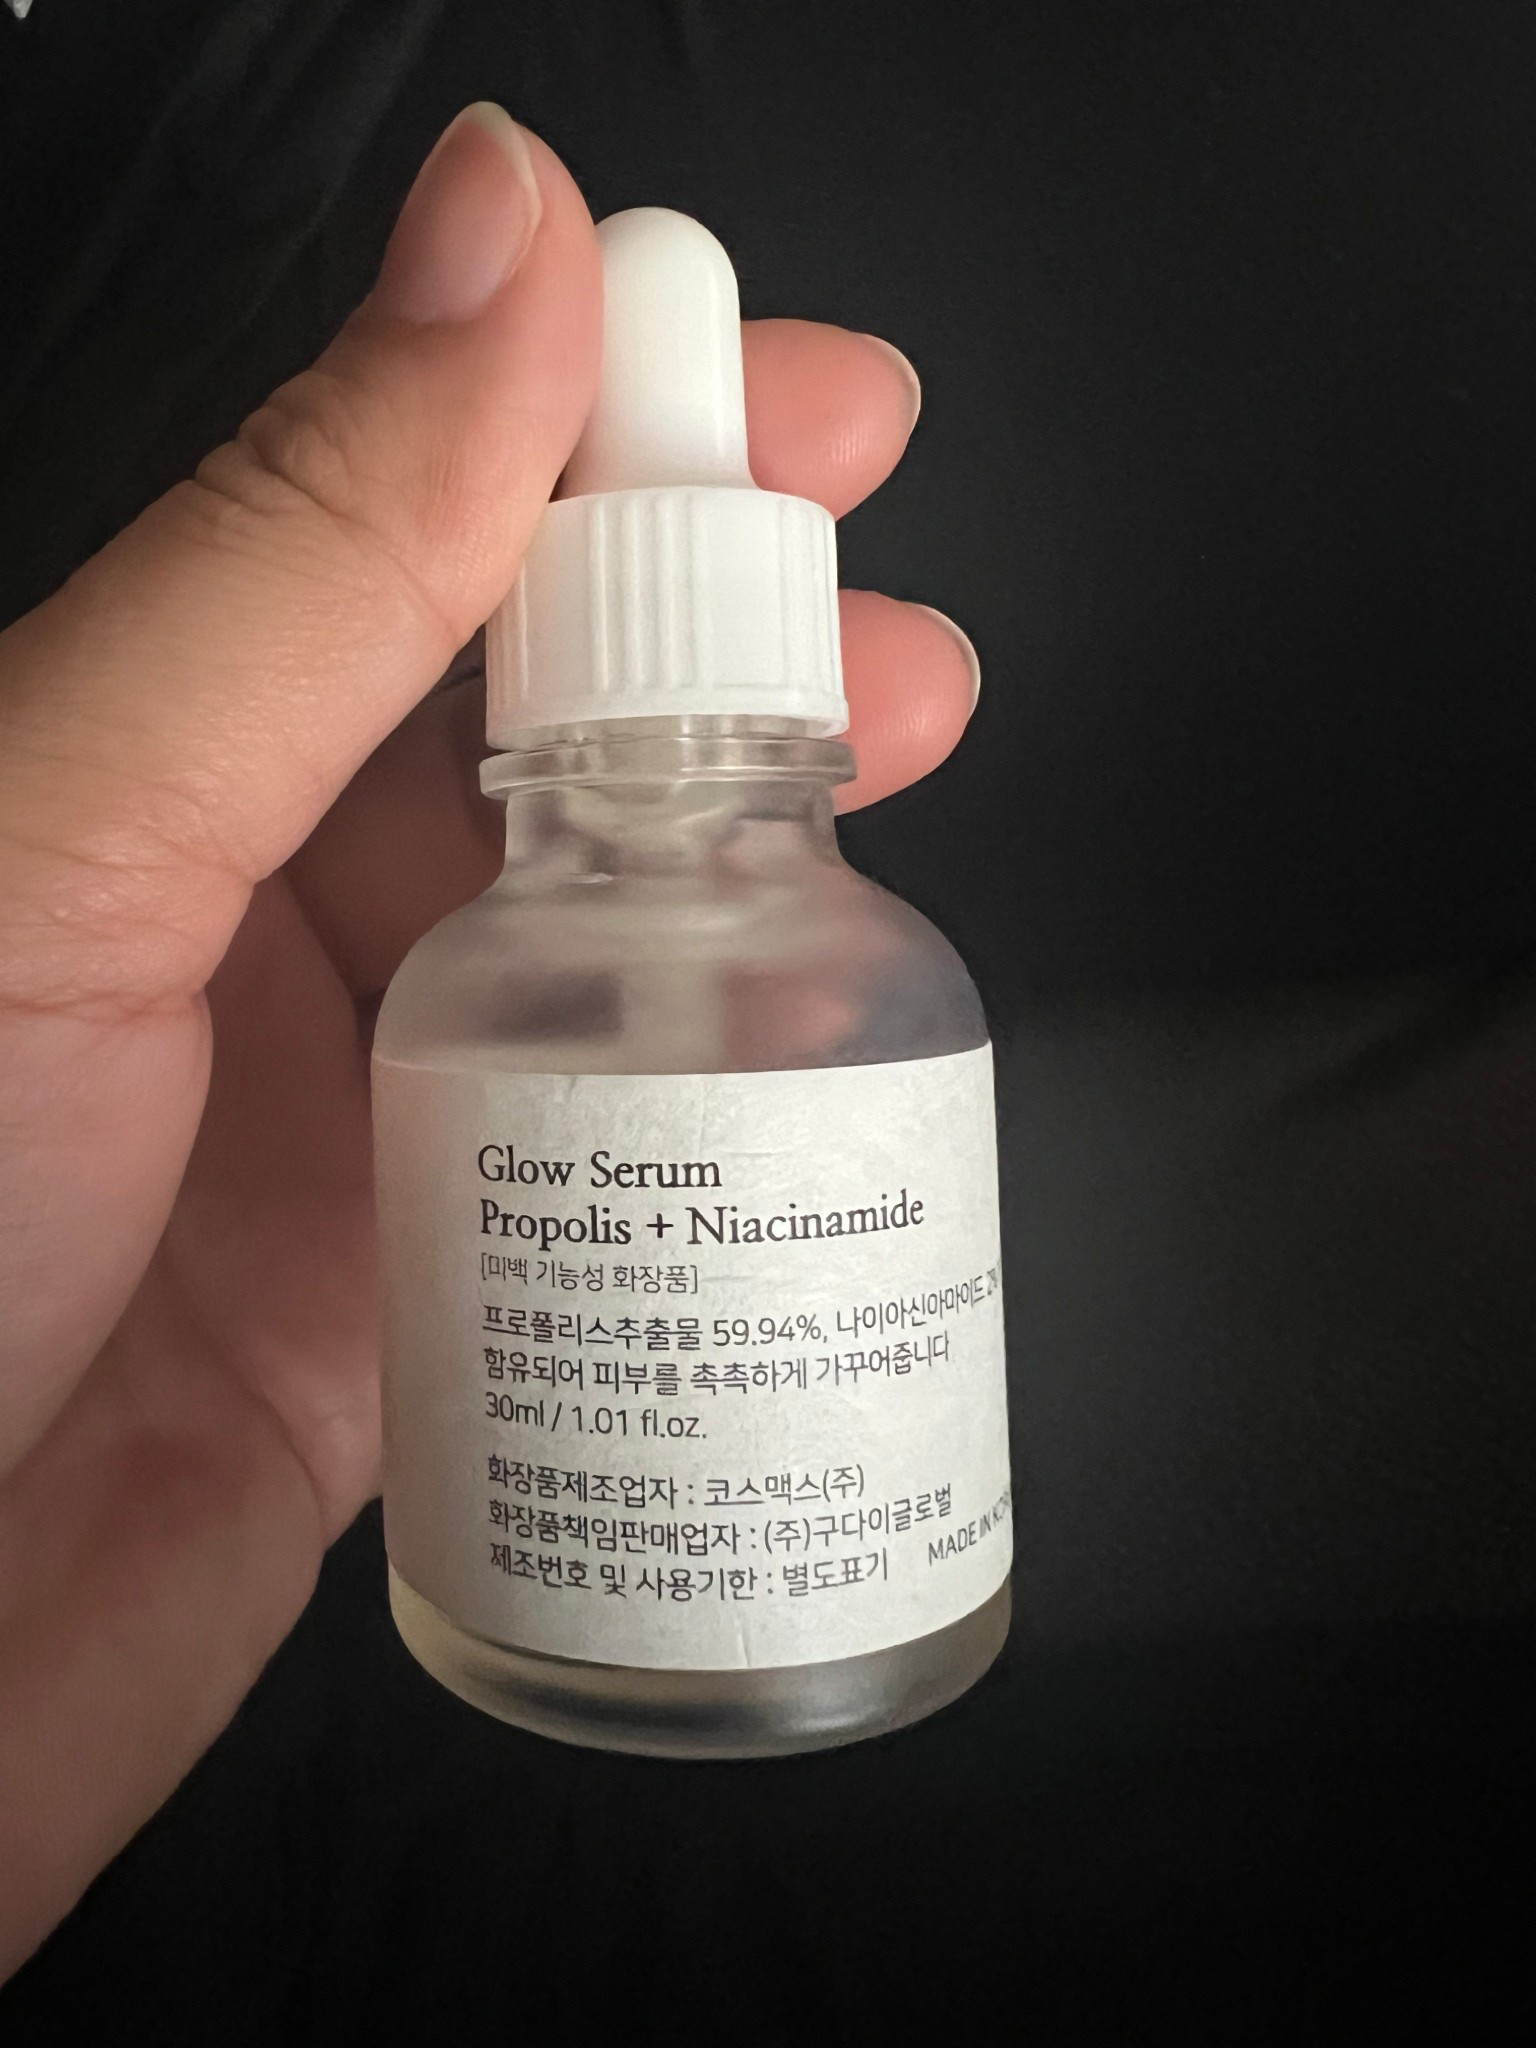 Glow Serum
Propolis + Niacinamide
[미백 기능성 화장품]
프로폴리스추출물 59.94%, 나이아신아마이드 2%
함유되어 피부를 촉촉하게 가꾸어줍니다
30ml / 1.01 fl.oz.
화장품제조업자 : 코스맥스(주)
화장품책임판매업자 : (주)구다이글로벌
제조번호 및 사용기한 : 별도표기 MADE IN